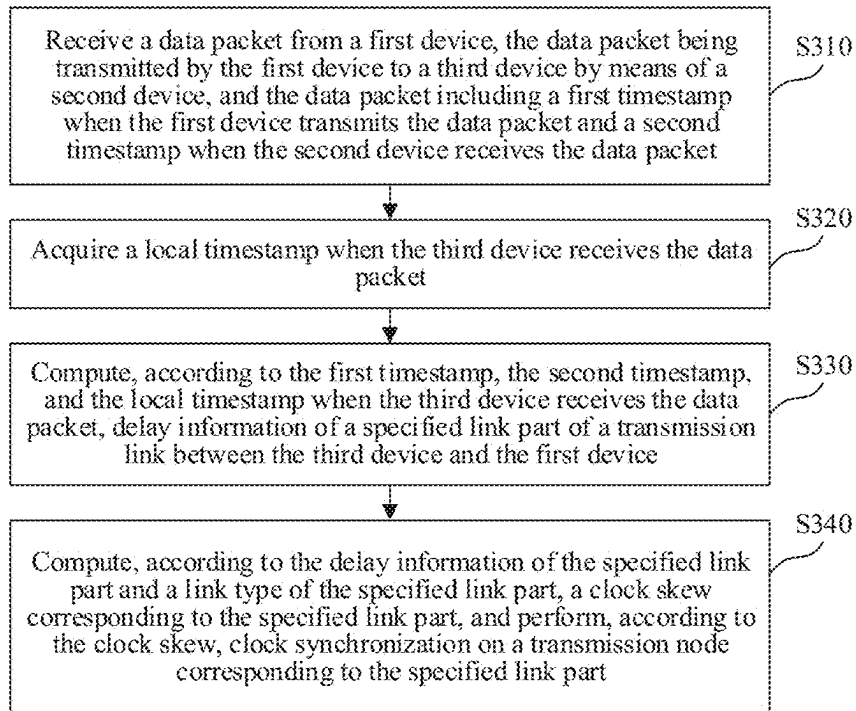 Receive a data packet from a first device, the data packet being
transmitted by the first device to a third device by means of a
second device, and the data packet including a first timestamp
when the first device transmits the data packet and a second
timestamp when the second device receives the data packet
S310
Acquire a local timestamp when the third device receives the data
packet
S320
Compute, according to the first timestamp, the second timestamp,
and the local timestamp when the third device receives the data
packet, delay information of a specified link part of a transmission
link between the third device and the first device
S330
Compute, according to the delay information of the specified link
part and a link type of the specified link part, a clock skew
corresponding to the specified link part, and perform, according to
the clock skew, clock synchronization on a transmission node
corresponding to the specified link part
S340